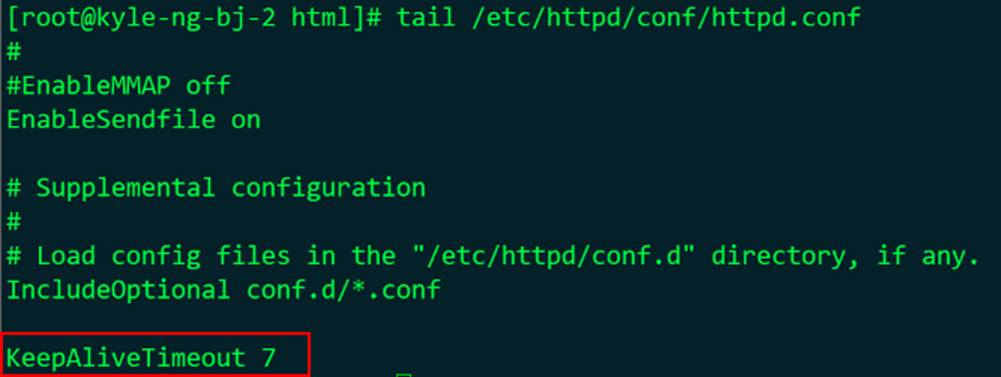 [root@kyle-ng-bj-2 html]# tail /etc/httpd/conf/httpd.conf
#
#EnableMMAP off
EnableSendfile on
# Supplemental configuration
#
# Load config files in the "/etc/httpd/conf.d" directory, if any.
IncludeOptional conf.d/*.conf
KeepAliveTimeout 7